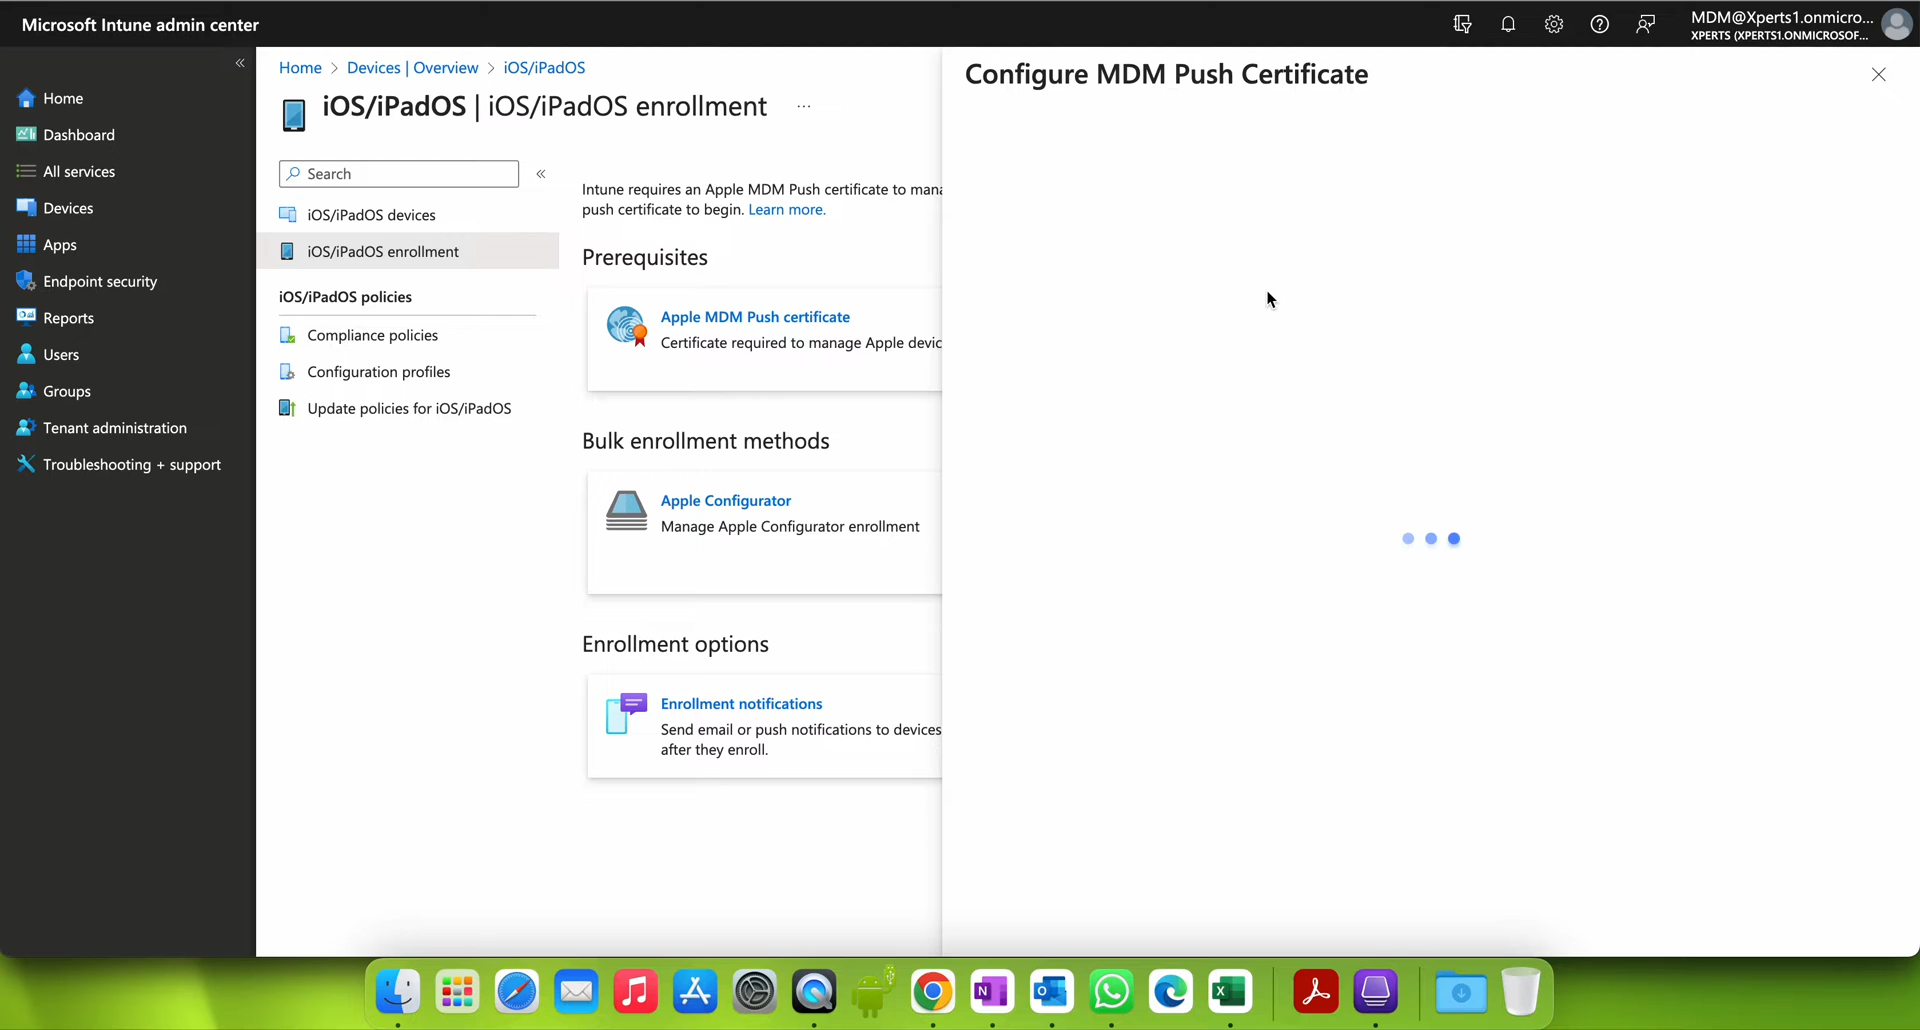 Microsoft Intune admin center
MDM@Xperts1.onmicro...
XPERTS (XPERTS1.ONMICROSOF...
Home
Dashboard
All services
Devices
Apps
Endpoint security
Reports
Users
Groups
Tenant administration
Troubleshooting + support
Home > Devices | Overview > iOS/iPadOS
iOS/iPadOS | iOS/iPadOS enrollment ...
Search
iOS/iPadOS devices
iOS/iPadOS enrollment
iOS/iPadOS policies
Compliance policies
Configuration profiles
Update policies for iOS/iPadOS
Intune requires an Apple MDM Push certificate to mana
push certificate to begin. Learn more.
Prerequisites
Apple MDM Push certificate
Certificate required to manage Apple devic
Bulk enrollment methods
Apple Configurator
Manage Apple Configurator enrollment
Enrollment options
Enrollment notifications
Send email or push notifications to devices
after they enroll.
Configure MDM Push Certificate